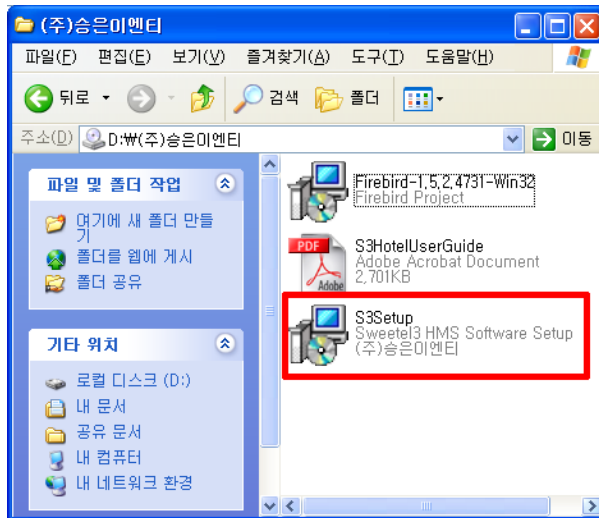 (주)승은이엔티
파일(F) 편집(E) 보기(V) 즐겨찾기(A) 도구(T) 도움말(H)
뒤로 검색 폴더
주소(D) D:₩(주)승은이엔티 이동
파일 및 폴더 작업
여기에 새 폴더 만들
기
폴더를 웹에 게시
폴더 공유
기타 위치
로컬 디스크 (D:)
내 문서
공유 문서
내 컴퓨터
내 네트워크 환경
Firebird-1,5,2,4731-Win32
Firebird Project
PDF
Adobe
S3HotelUserGuide
Adobe Acrobat Document
2,701KB
S3Setup
Sweetel3 HMS Software Setup
(주)승은이엔티